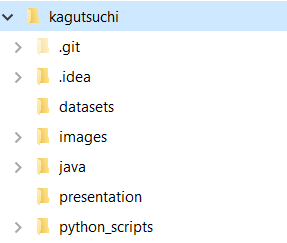 kagutsuchi
.git
.idea
datasets
images
java
presentation
python_scripts